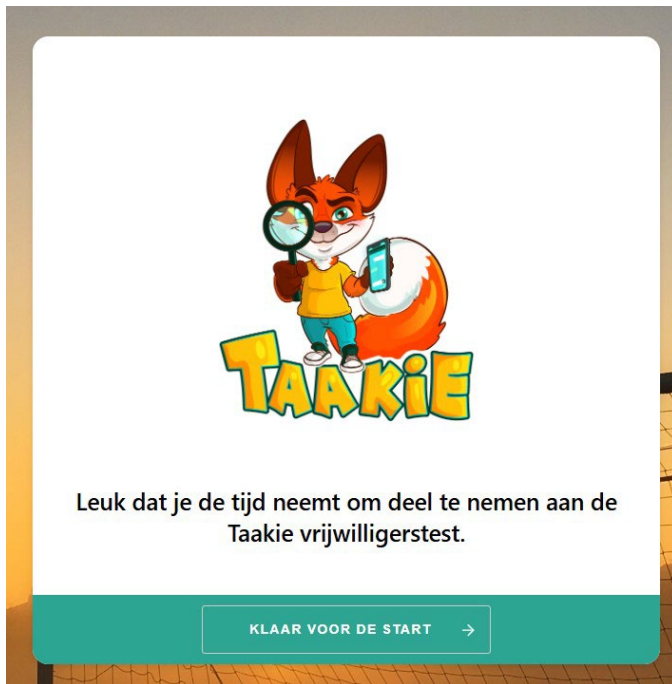 TAAKiE
Leuk dat je de tijd neemt om deel te nemen aan de
Taakie vrijwilligerstest.
KLAAR VOOR DE START →